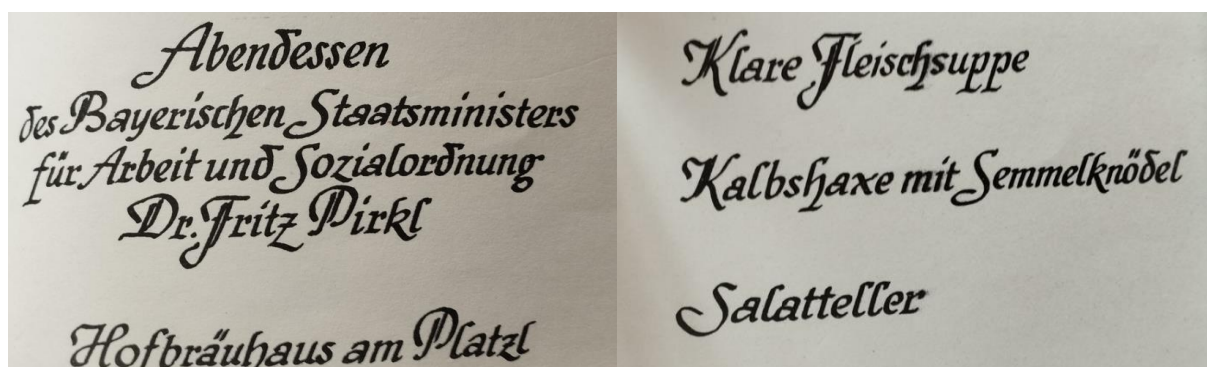 Abendessen
des Bayerischen Staatsministers
für Arbeit und Sozialordnung
Dr. Fritz Pirkl
Hofbräuhaus am Platzl
Klare Fleischsuppe
Kalbshaxe mit Semmelknödel
Salatteller